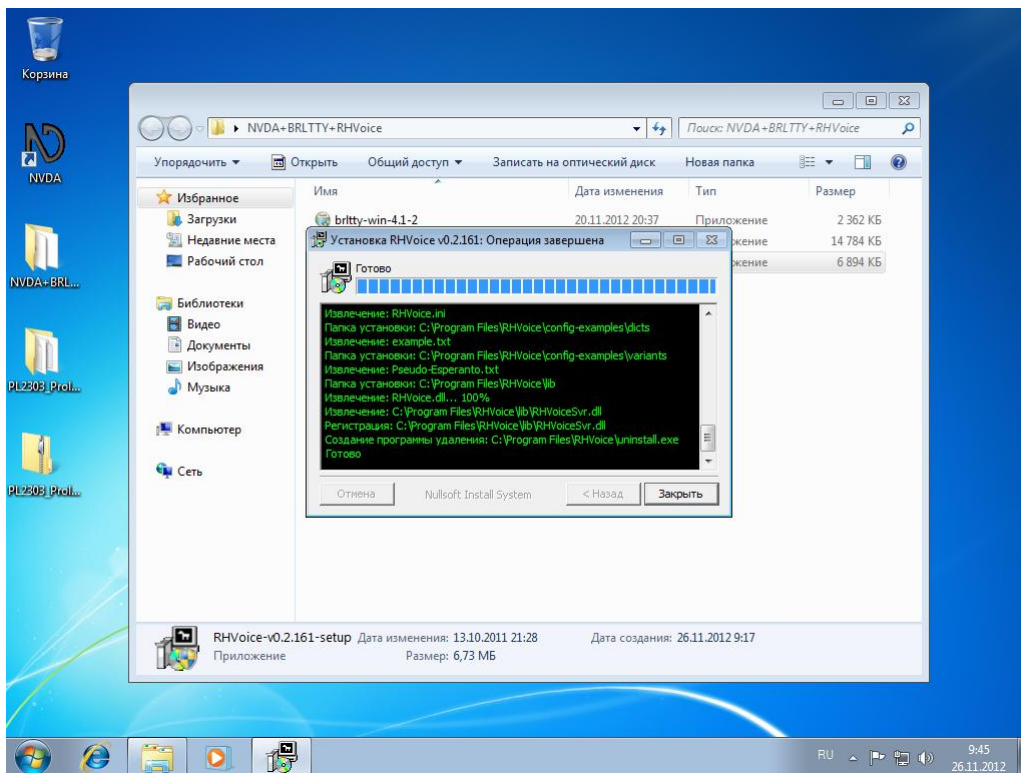 Корзина
NVDA
NVDA+BRL...
PL2303_Proli...
PL2303_Proli...
NVDA+BRLTTY+RHVoice
Поиск: NVDA+BRLTTY+RHVoice
Упорядочить
Открыть
Общий доступ
Записать на оптический диск
Новая папка
Избранное
Загрузки
Недавние места
Рабочий стол
Библиотеки
Видео
Документы
Изображения
Музыка
Компьютер
Сеть
Имя
Дата изменения
Тип
Размер
brltty-win-4.1-2
20.11.2012 20:37
Приложение
2 362 КБ
жение
14 784 КБ
жение
6 894 КБ
Установка RHVoice v0.2.161: Операция завершена
Готово
Извлечение: RHVoice.ini
Папка установки: C:\Program Files\RHVoice\config-examples\dicts
Извлечение: example.txt
Папка установки: C:\Program Files\RHVoice\config-examples\variants
Извлечение: Pseudo-Esperanto.txt
Папка установки: C:\Program Files\RHVoice\lib
Извлечение: RHVoice.dll... 100%
Извлечение: C:\Program Files\RHVoice\lib\RHVoiceSvr.dll
Регистрация: C:\Program Files\RHVoice\lib\RHVoiceSvr.dll
Создание программы удаления: C:\Program Files\RHVoice\uninstall.exe
Готово
Отмена
Nullsoft Install System
< Назад
Закрыть
RHVoice-v0.2.161-setup
Дата изменения: 13.10.2011 21:28
Дата создания: 26.11.2012 9:17
Приложение
Размер: 6,73 МБ
RU
9:45
26.11.2012